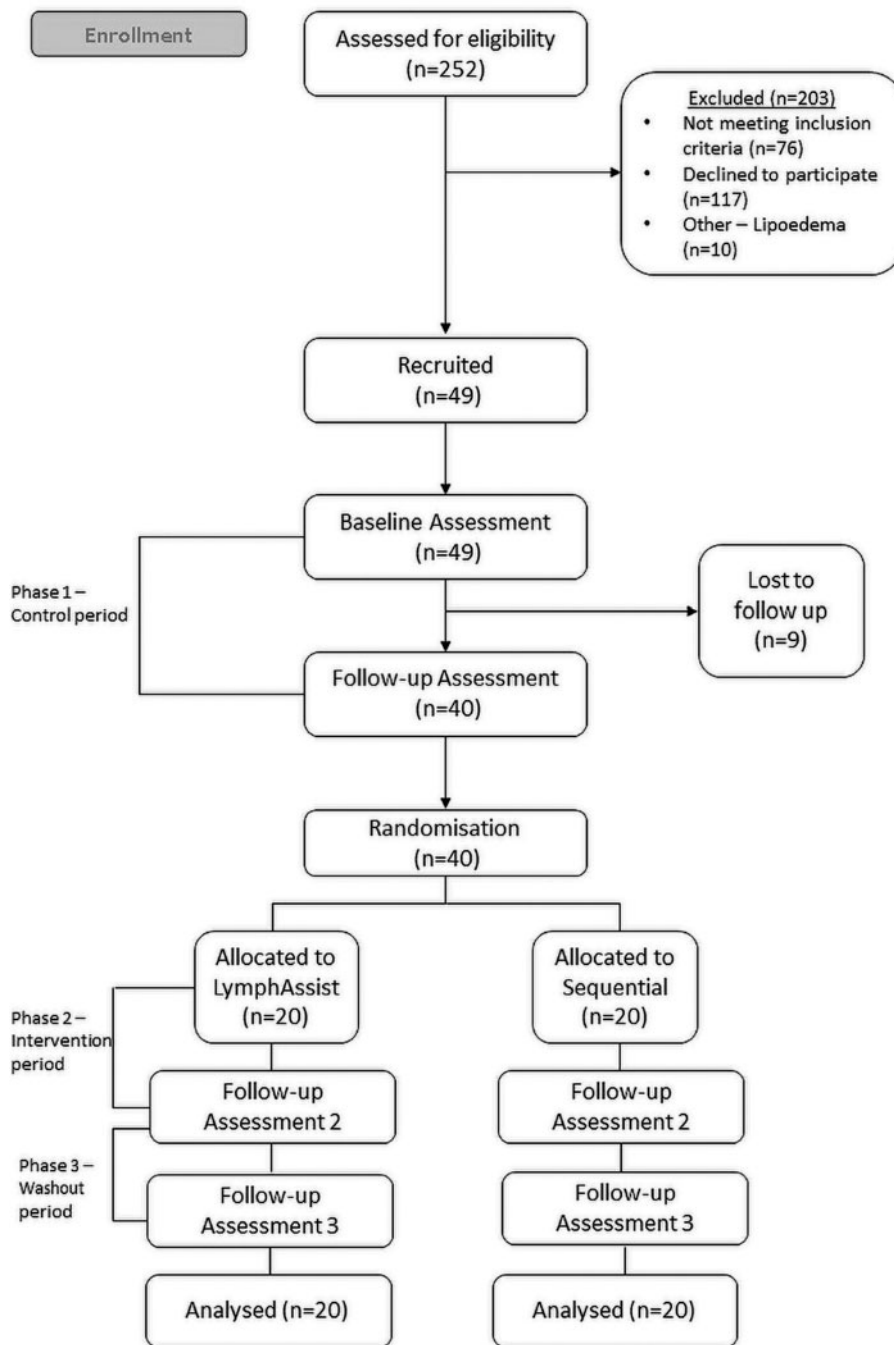 Enrollment
Assessed for eligibility
(n=252)
Excluded (n=203)
• Not meeting inclusion
criteria (n=76)
• Declined to participate
(n=117)
• Other – Lipoedema
(n=10)
Recruited
(n=49)
Baseline Assessment
(n=49)
Phase 1 –
Control period
Lost to
follow up
(n=9)
Follow-up Assessment
(n=40)
Randomisation
(n=40)
Allocated to
LymphAssist
(n=20)
Allocated to
Sequential
(n=20)
Phase 2 –
Intervention
period
Follow-up
Assessment 2
Follow-up
Assessment 2
Phase 3 –
Washout
period
Follow-up
Assessment 3
Follow-up
Assessment 3
Analysed (n=20)
Analysed (n=20)